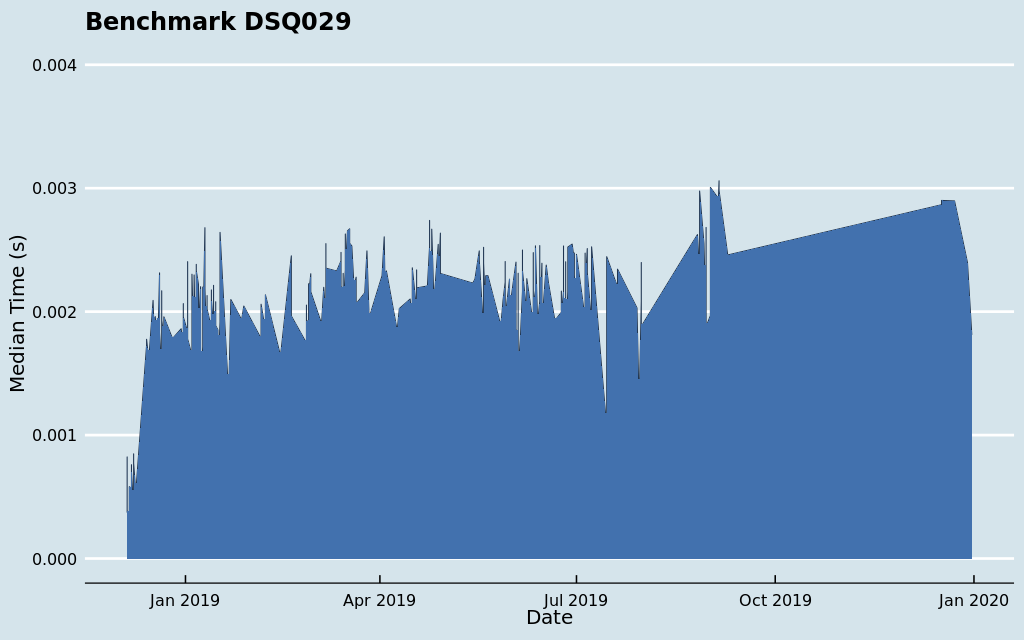 Benchmark DSQ029
Median Time (s)
0.004
0.003
0.002
0.001
0.000
Jan 2019
Apr 2019
Jul 2019
Oct 2019
Jan 2020
Date